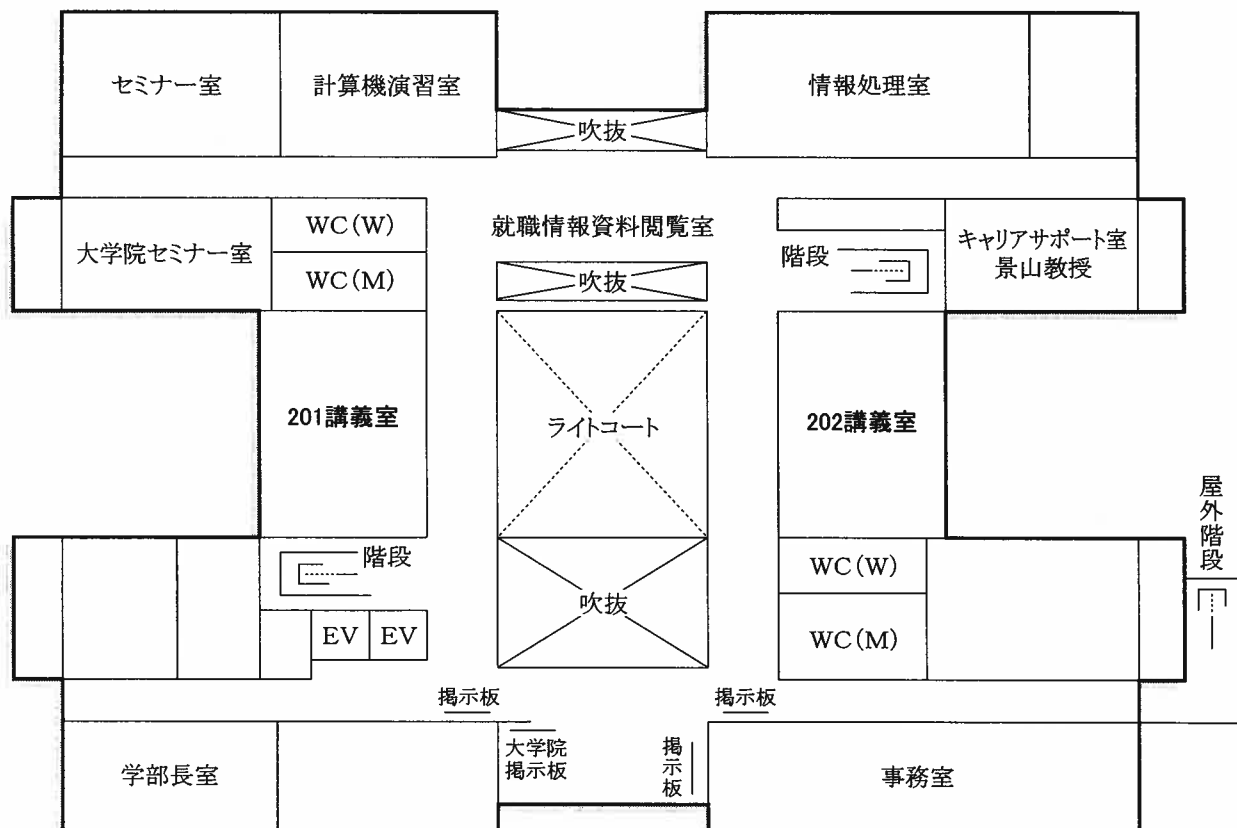 セミナー室
計算機演習室
吹抜
情報処理室
大学院セミナー室
WC(W)
WC(M)
就職情報資料閲覧室
吹抜
階段
キャリアサポート室
景山教授
201講義室
ライトコート
202講義室
屋外階段
階段
EV
EV
吹抜
WC(W)
WC(M)
掲示板
掲示板
学部長室
大学院
掲示板
掲示板
事務室